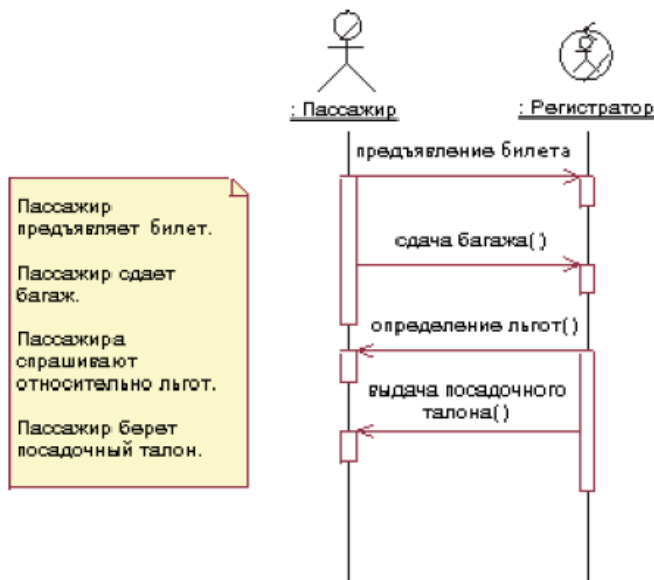 : Пассажир
: Регистратор
предъявление билета
Пассажир
предъявляет билет.
Пассажир сдает
багаж.
Пассажира
спрашивают
относительно льгот.
Пассажир берет
посадочный талон.
сдача багажа( )
определение льгот( )
выдача посадочного
талона( )